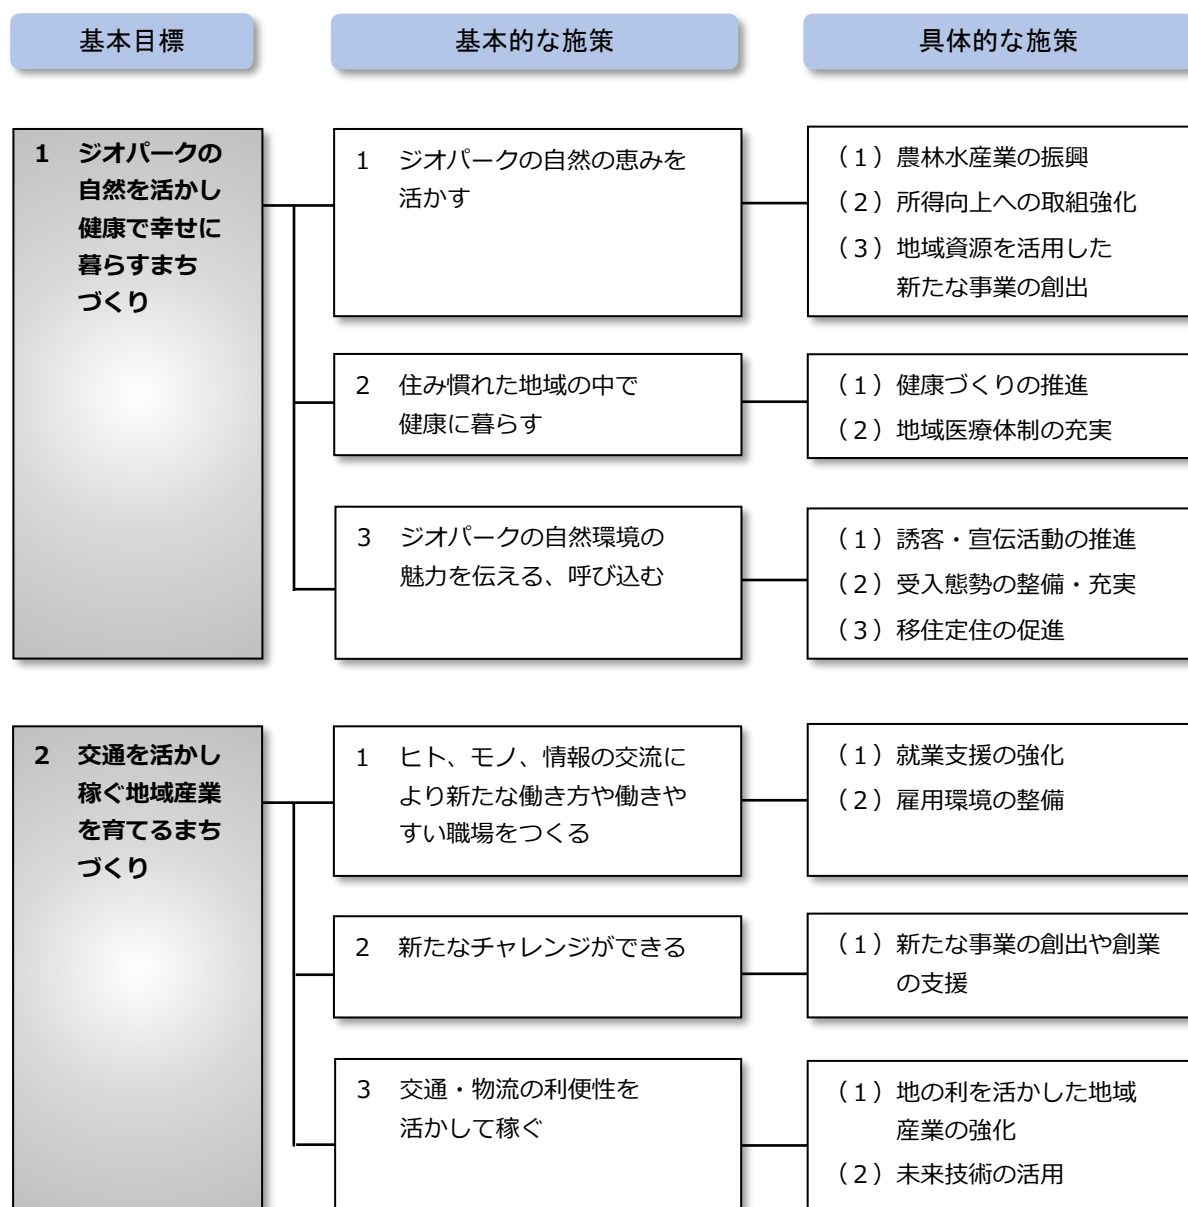 基本目標
基本的な施策
具体的な施策
1 ジオパークの
自然を活かし
健康で幸せに
暮らすまち
づくり
1 ジオパークの自然の恵みを
活かす
（1）農林水産業の振興
（2）所得向上への取組強化
（3）地域資源を活用した
新たな事業の創出
2 住み慣れた地域の中で
健康に暮らす
（1）健康づくりの推進
（2）地域医療体制の充実
3 ジオパークの自然環境の
魅力を伝える、呼び込む
（1）誘客・宣伝活動の推進
（2）受入態勢の整備・充実
（3）移住定住の促進
2 交通を活かし
稼ぐ地域産業
を育てるまち
づくり
1 ヒト、モノ、情報の交流に
より新たな働き方や働きや
すい職場をつくる
（1）就業支援の強化
（2）雇用環境の整備
2 新たなチャレンジができる
（1）新たな事業の創出や創業
の支援
3 交通・物流の利便性を
活かして稼ぐ
（1）地の利を活かした地域
産業の強化
（2）未来技術の活用